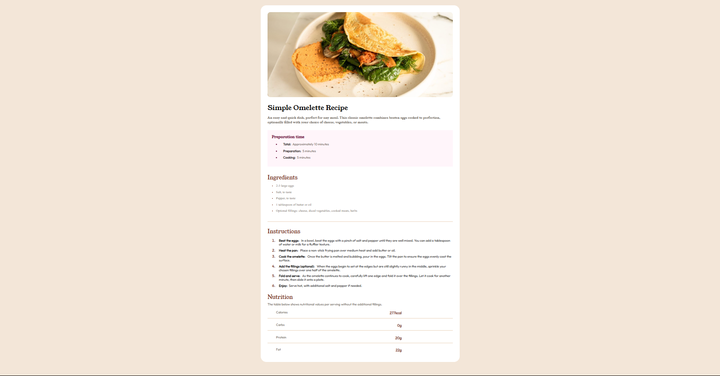 Simple Omelette Recipe
An easy and quick dish, perfect for any meal. This classic omelette combines beaten eggs cooked to perfection,
optionally filled with your choice of cheese, vegetables, or meats.
Preparation time
Total: Approximately 10 minutes
Preparation: 5 minutes
Cooking: 5 minutes
Ingredients
2-3 large eggs
Salt, to taste
Pepper, to taste
1 tablespoon of butter or oil
Optional fillings: cheese, diced vegetables, cooked meats, herbs
Instructions
1. Beat the eggs: In a bowl, beat the eggs with a pinch of salt and pepper until they are well mixed. You can add a tablespoon
of water or milk for a fluffier texture.
2. Heat the pan: Place a non-stick frying pan over medium heat and add butter or oil.
3. Cook the omelette: Once the butter is melted and bubbling, pour in the eggs. Tilt the pan to ensure the eggs evenly coat the
surface.
4. Add the fillings (optional): When the eggs begin to set at the edges but are still slightly runny in the middle, sprinkle your
chosen fillings over one half of the omelette.
5. Fold and serve: As the omelette continues to cook, carefully lift one edge and fold it over the fillings. Let it cook for another
minute, then slide it onto a plate.
6. Enjoy: Serve hot, with additional salt and pepper if needed.
Nutrition
The table below shows nutritional values per serving without the additional fillings.
Calories 277kcal
Carbs 0g
Protein 20g
Fat 22g